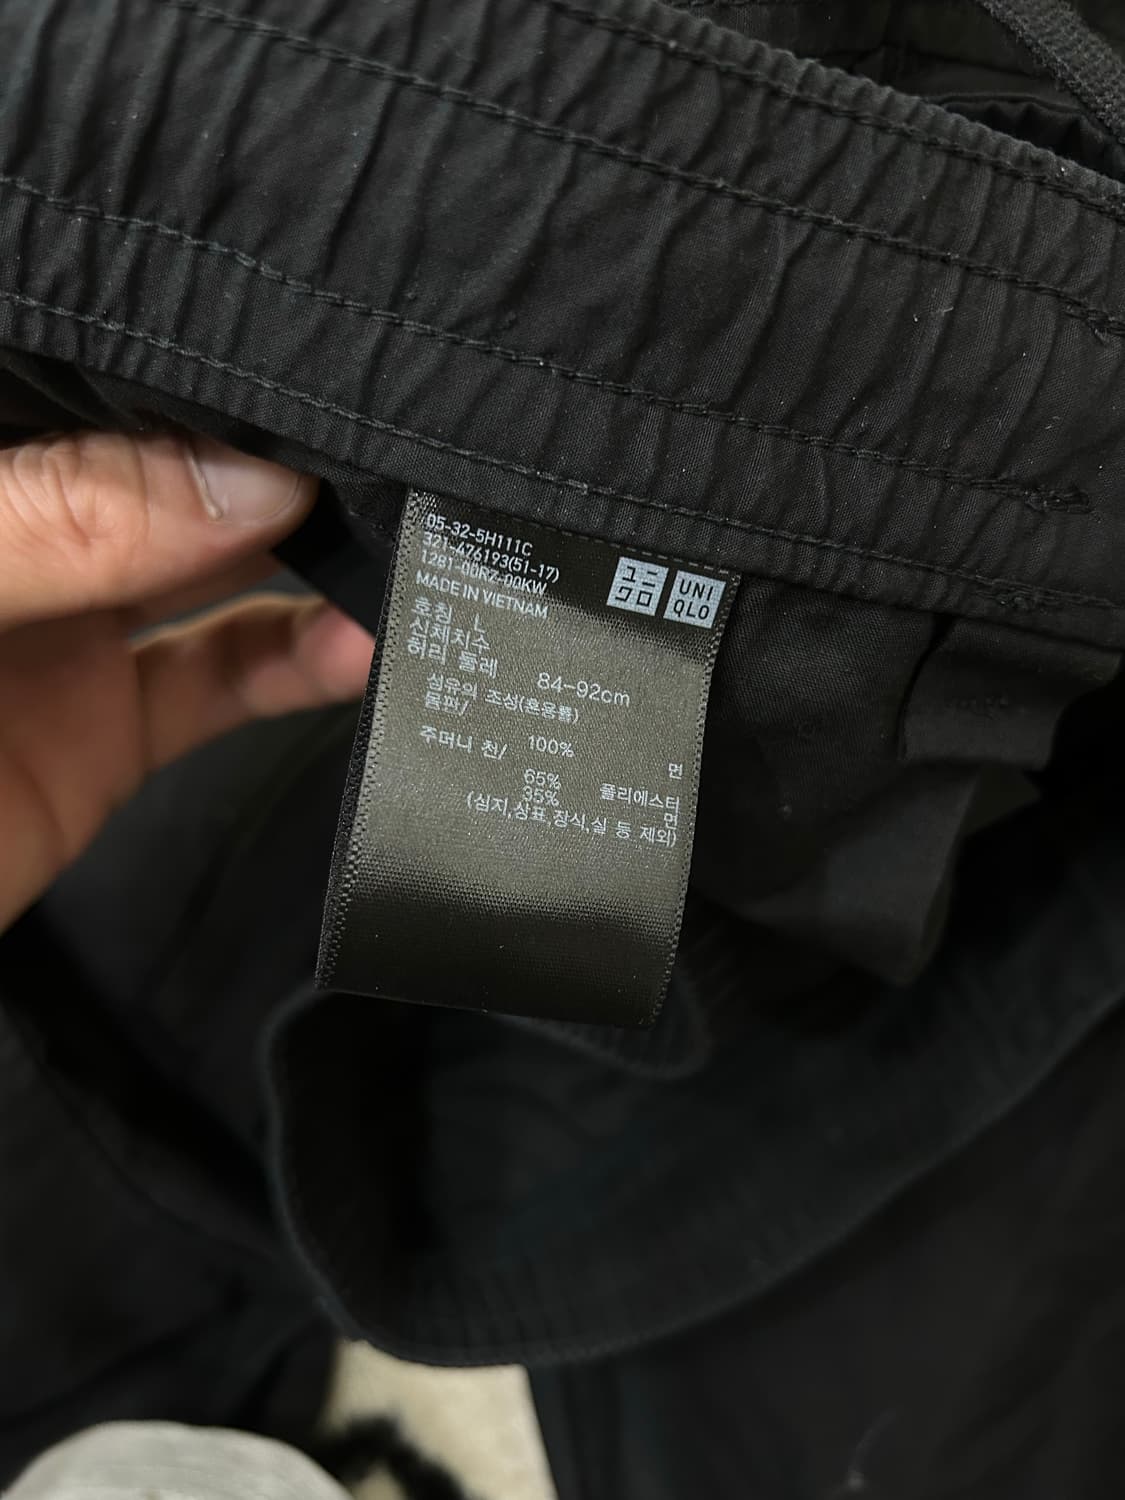 05-32-5H111C
321-476193(51-17)
1281-00RZ-00KW
MADE IN VIETNAM
ユニ
クロ
UNI
QLO
호칭 L
신체치수
허리 둘레 84-92cm
섬유의 조성(혼용률)
몸판/
100% 면
주머니 천/
65% 폴리에스터
35% 면
(심지,상표,장식,실 등 제외)